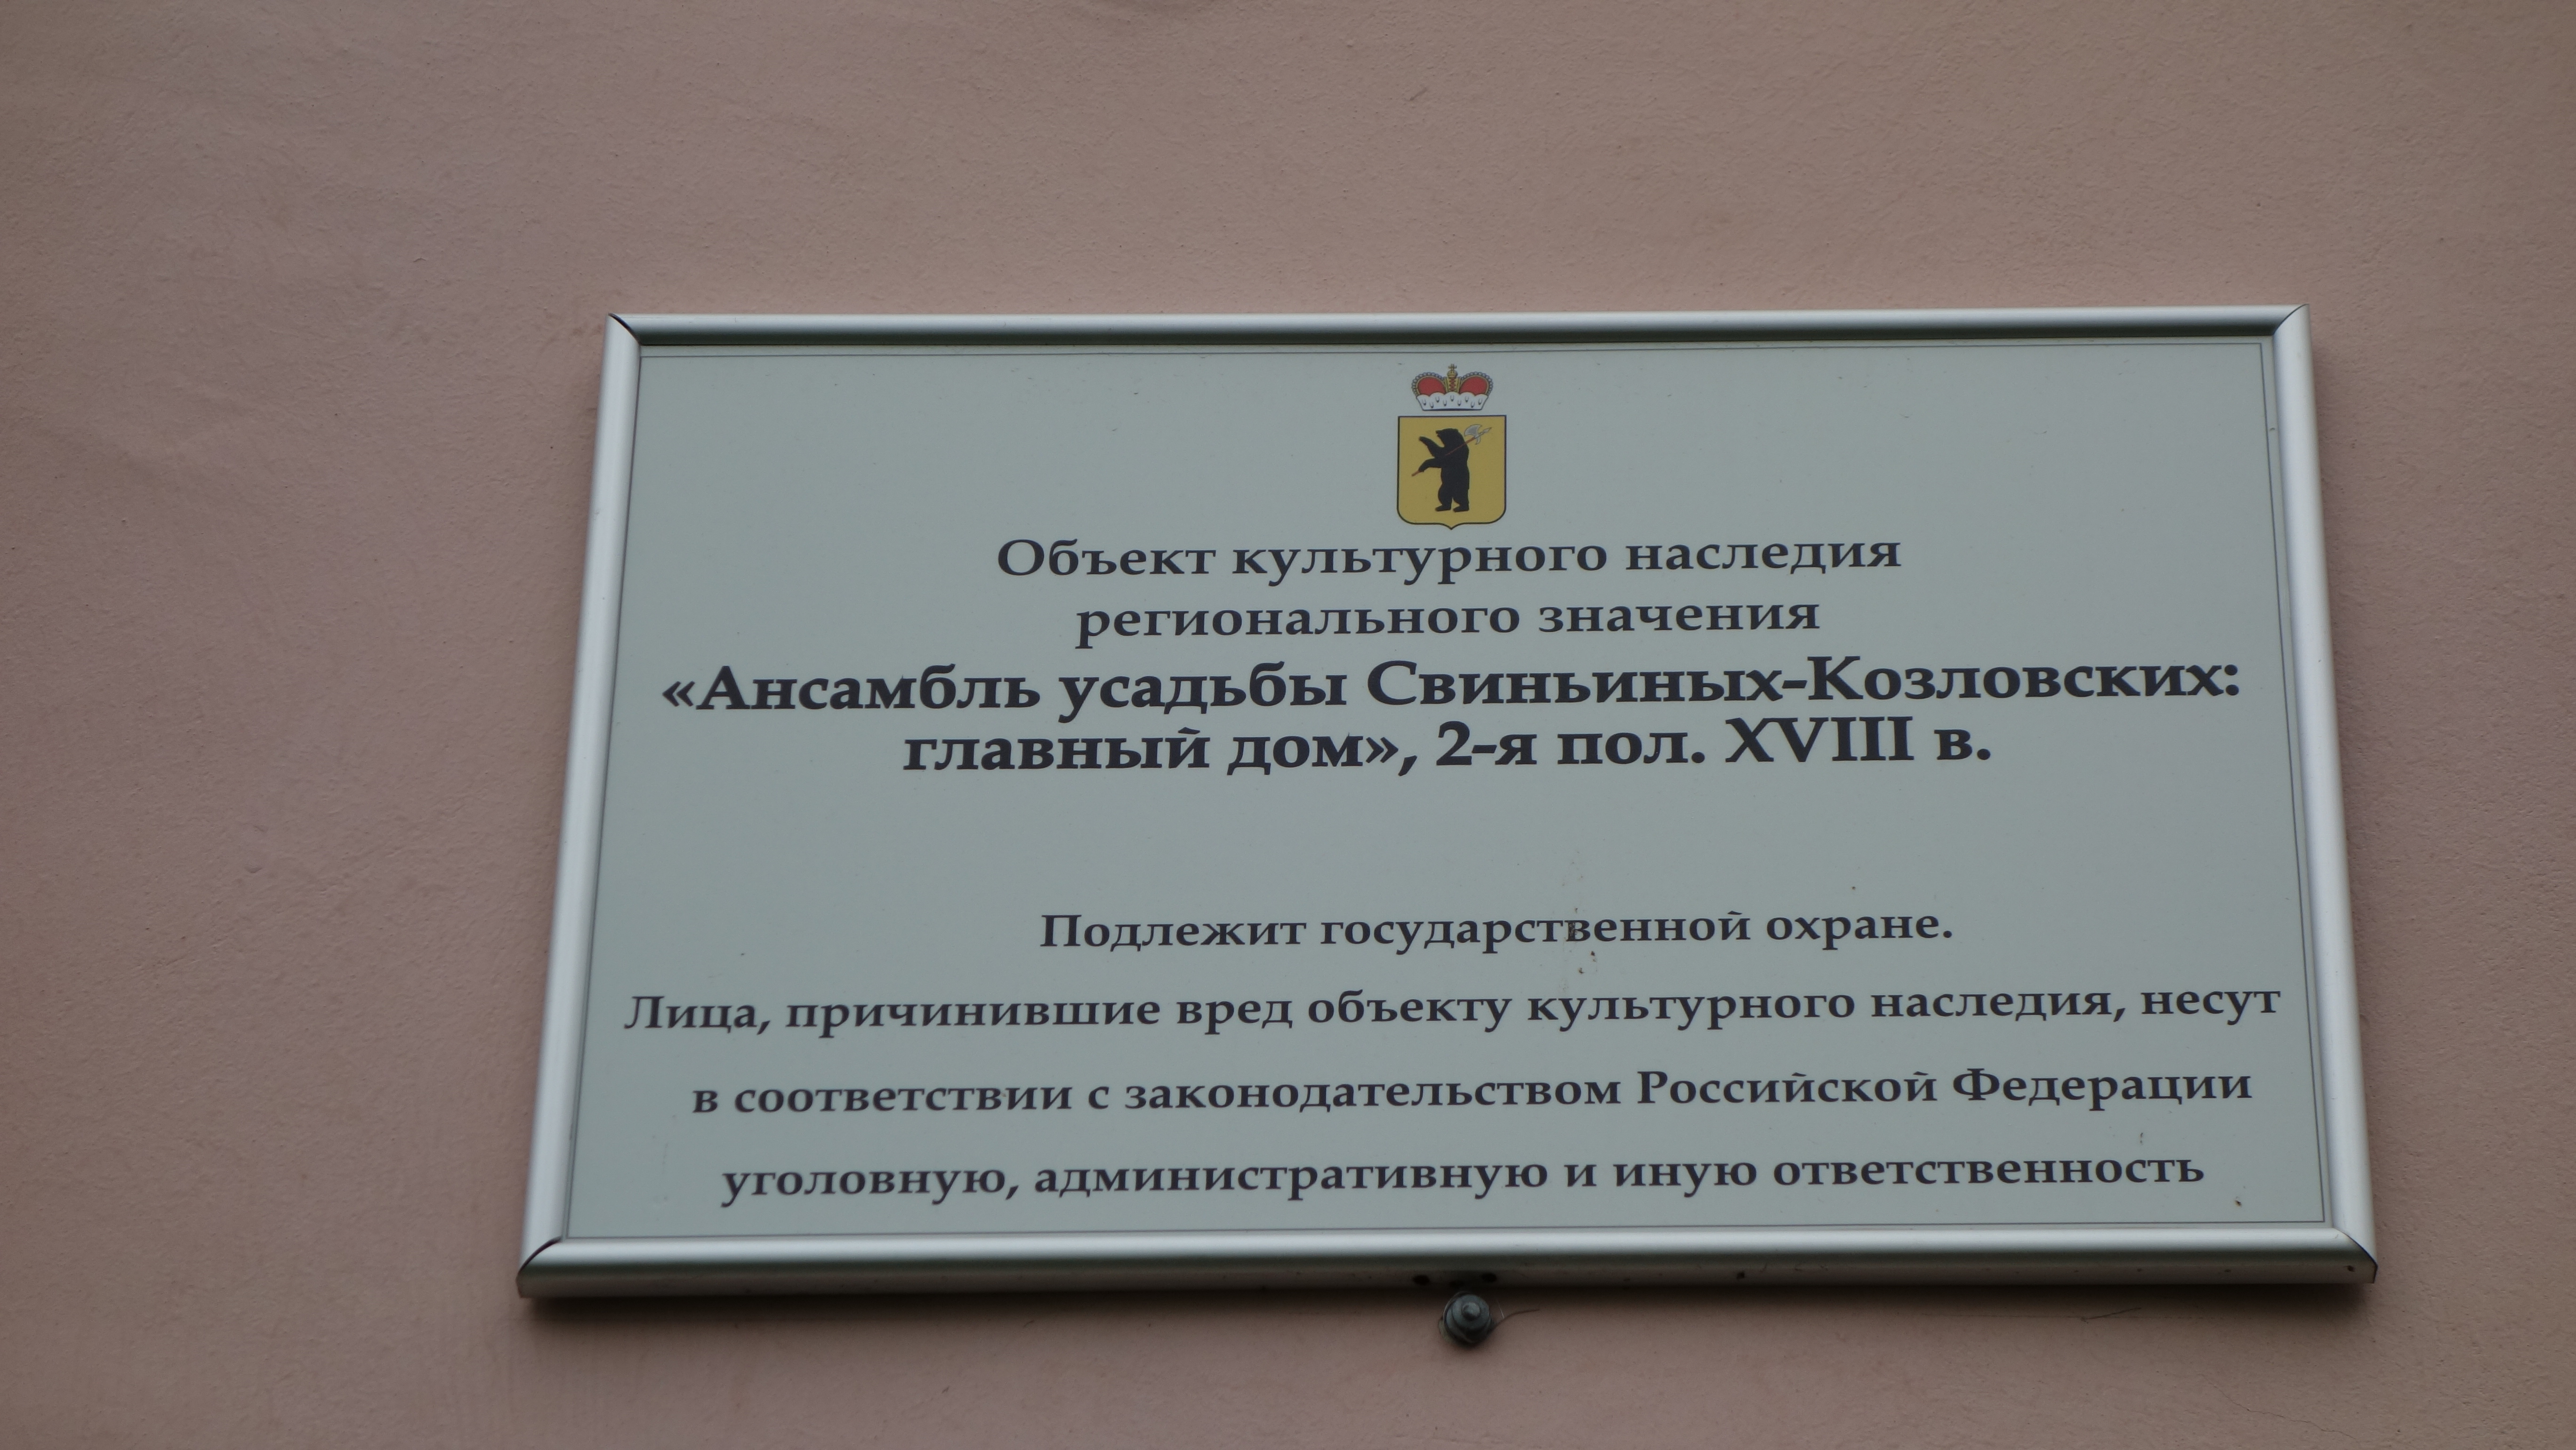 Объект культурного наследия
регионального значения
«Ансамбль усадьбы Свиньиных-Козловских:
главный дом», 2-я пол. XVIII в.
Подлежит государственной охране.
Лица, причинившие вред объекту культурного наследия, несут
в соответствии с законодательством Российской Федерации
уголовную, административную и иную ответственность